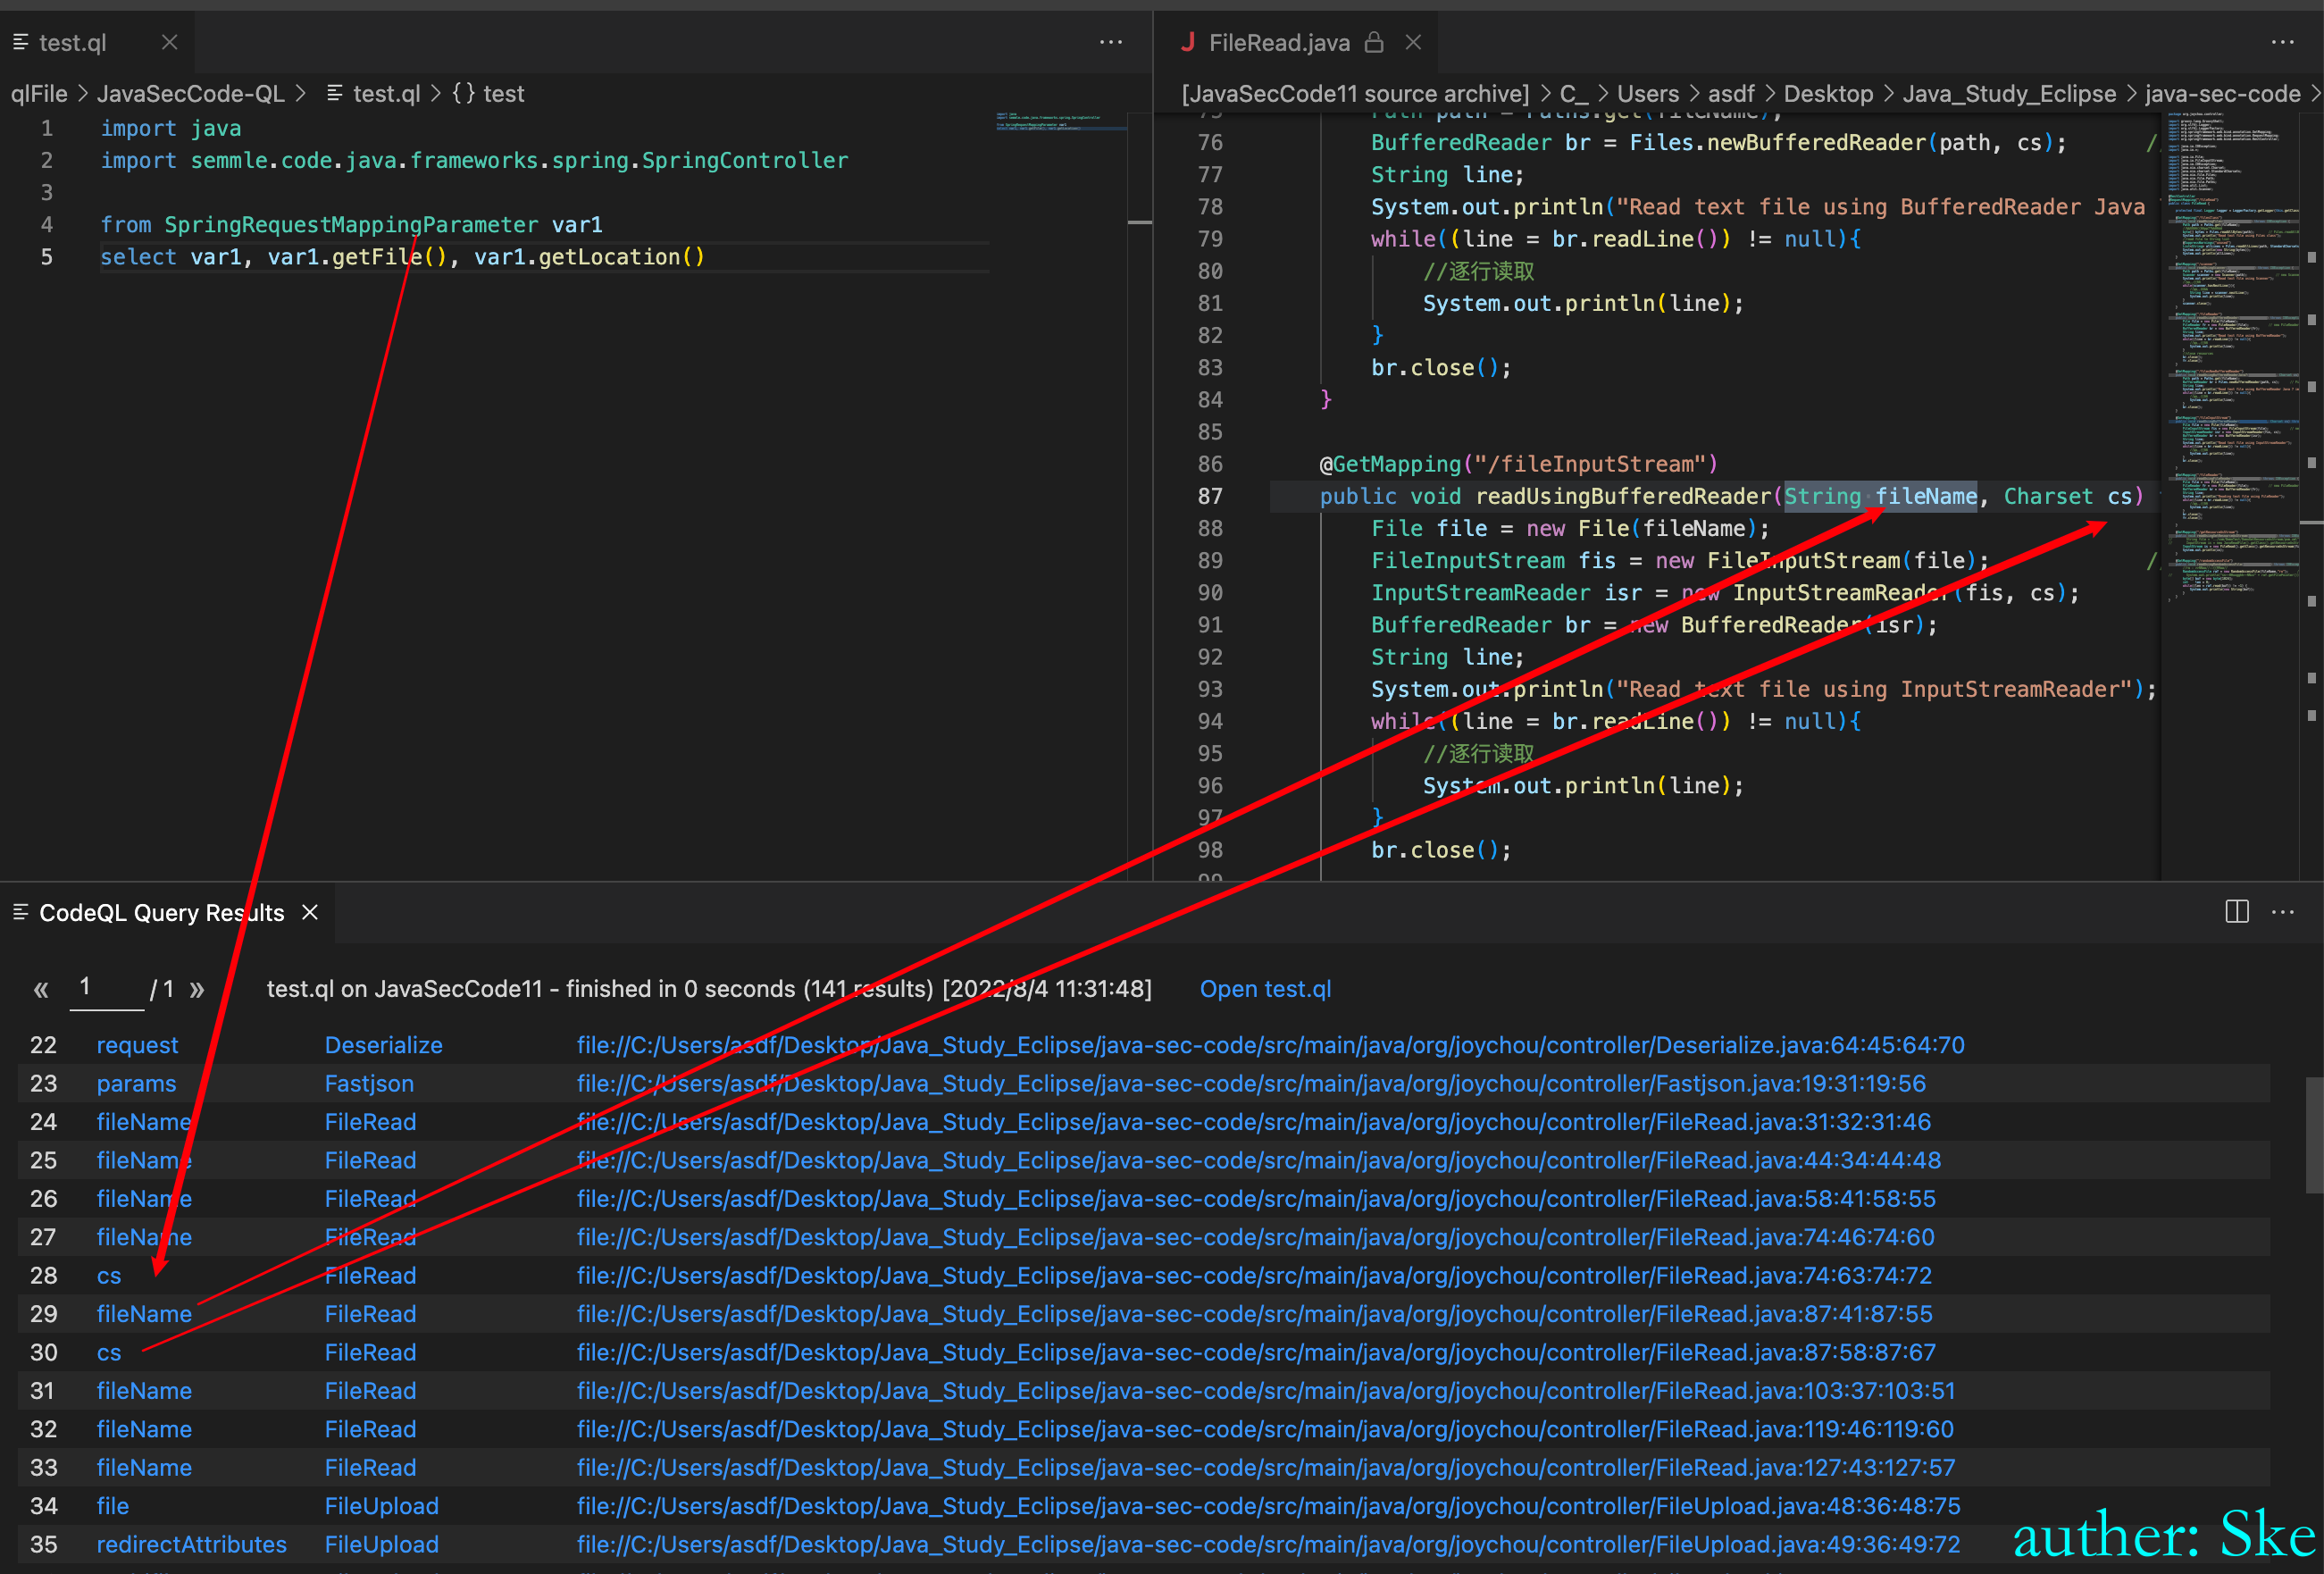 test.ql
qlFile > JavaSecCode-QL > test.ql > {} test
1 import java
2 import semmle.code.java.frameworks.spring.SpringController
3
4 from SpringRequestMappingParameter var1
5 select var1, var1.getFile(), var1.getLocation()
J FileRead.java
[JavaSecCode11 source archive] > C_ > Users > asdf > Desktop > Java_Study_Eclipse > java-sec-code >
75 Path path = Paths.get(fileName);
76 BufferedReader br = Files.newBufferedReader(path, cs);
77 String line;
78 System.out.println("Read text file using BufferedReader Java
79 while((line = br.readLine()) != null){
80 //逐行读取
81 System.out.println(line);
82 }
83 br.close();
84 }
85
86 @GetMapping("/fileInputStream")
87 public void readUsingBufferedReader(String fileName, Charset cs)
88 File file = new File(fileName);
89 FileInputStream fis = new FileInputStream(file); //
90 InputStreamReader isr = new InputStreamReader(fis, cs);
91 BufferedReader br = new BufferedReader(isr);
92 String line;
93 System.out.println("Read text file using InputStreamReader");
94 while((line = br.readLine()) != null){
95 //逐行读取
96 System.out.println(line);
97 }
98 br.close();
99
CodeQL Query Results
« 1 / 1 » test.ql on JavaSecCode11 - finished in 0 seconds (141 results) [2022/8/4 11:31:48] Open test.ql
22 request Deserialize file://C:/Users/asdf/Desktop/Java_Study_Eclipse/java-sec-code/src/main/java/org/joychou/controller/Deserialize.java:64:45:64:70
23 params Fastjson file://C:/Users/asdf/Desktop/Java_Study_Eclipse/java-sec-code/src/main/java/org/joychou/controller/Fastjson.java:19:31:19:56
24 fileName FileRead file://C:/Users/asdf/Desktop/Java_Study_Eclipse/java-sec-code/src/main/java/org/joychou/controller/FileRead.java:31:32:31:46
25 fileName FileRead file://C:/Users/asdf/Desktop/Java_Study_Eclipse/java-sec-code/src/main/java/org/joychou/controller/FileRead.java:44:34:44:48
26 fileName FileRead file://C:/Users/asdf/Desktop/Java_Study_Eclipse/java-sec-code/src/main/java/org/joychou/controller/FileRead.java:58:41:58:55
27 fileName FileRead file://C:/Users/asdf/Desktop/Java_Study_Eclipse/java-sec-code/src/main/java/org/joychou/controller/FileRead.java:74:46:74:60
28 cs FileRead file://C:/Users/asdf/Desktop/Java_Study_Eclipse/java-sec-code/src/main/java/org/joychou/controller/FileRead.java:74:63:74:72
29 fileName FileRead file://C:/Users/asdf/Desktop/Java_Study_Eclipse/java-sec-code/src/main/java/org/joychou/controller/FileRead.java:87:41:87:55
30 cs FileRead file://C:/Users/asdf/Desktop/Java_Study_Eclipse/java-sec-code/src/main/java/org/joychou/controller/FileRead.java:87:58:87:67
31 fileName FileRead file://C:/Users/asdf/Desktop/Java_Study_Eclipse/java-sec-code/src/main/java/org/joychou/controller/FileRead.java:103:37:103:51
32 fileName FileRead file://C:/Users/asdf/Desktop/Java_Study_Eclipse/java-sec-code/src/main/java/org/joychou/controller/FileRead.java:119:46:119:60
33 fileName FileRead file://C:/Users/asdf/Desktop/Java_Study_Eclipse/java-sec-code/src/main/java/org/joychou/controller/FileRead.java:127:43:127:57
34 file FileUpload file://C:/Users/asdf/Desktop/Java_Study_Eclipse/java-sec-code/src/main/java/org/joychou/controller/FileUpload.java:48:36:48:75
35 redirectAttributes FileUpload file://C:/Users/asdf/Desktop/Java_Study_Eclipse/java-sec-code/src/main/java/org/joychou/controller/FileUpload.java:49:36:49:72
auther: Ske